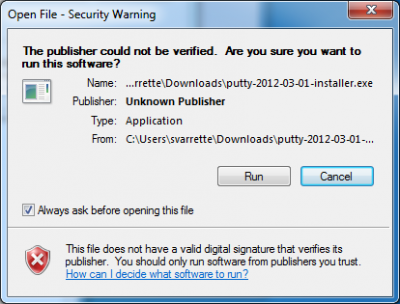 Open File - Security Warning
The publisher could not be verified. Are you sure you want to
run this software?
Name: ...rrette\Downloads\putty-2012-03-01-installer.exe
Publisher: Unknown Publisher
Type: Application
From: C:\Users\svarrette\Downloads\putty-2012-03-01-...
Run Cancel
Always ask before opening this file
This file does not have a valid digital signature that verifies its
publisher. You should only run software from publishers you trust.
How can I decide what software to run?